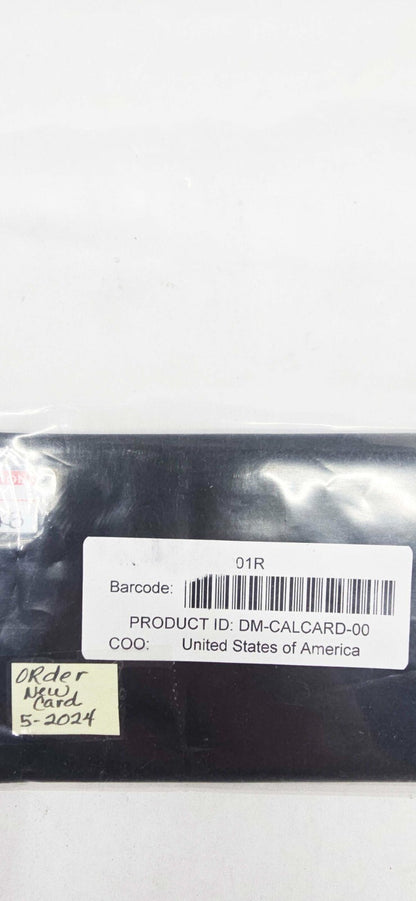 01R
Barcode:
PRODUCT ID: DM-CALCARD-00
COO: United States of America
ORder
New
Card
5-2024